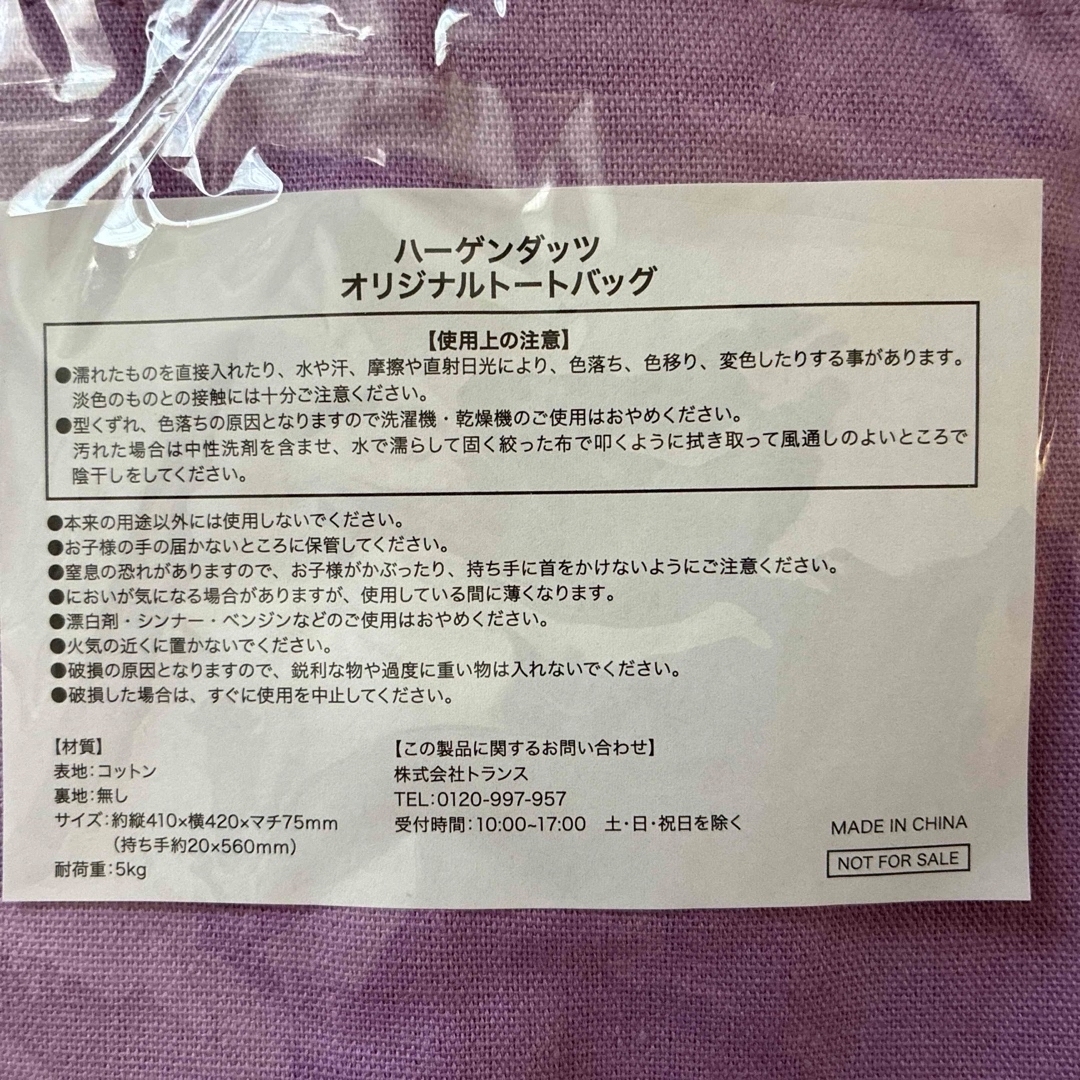 ハーゲンダッツ
オリジナルトートバッグ
【使用上の注意】
●濡れたものを直接入れたり、水や汗、摩擦や直射日光により、色落ち、色移り、変色したりする事があります。
淡色のものとの接触には十分ご注意ください。
●型くずれ、色落ちの原因となりますので洗濯機・乾燥機のご使用はおやめください。
汚れた場合は中性洗剤を含ませ、水で濡らして固く絞った布で叩くように拭き取って風通しのよいところで
陰干しをしてください。
●本来の用途以外には使用しないでください。
●お子様の手の届かないところに保管してください。
●窒息の恐れがありますので、お子様がかぶったり、持ち手に首をかけないようにご注意ください。
●においが気になる場合がありますが、使用している間に薄くなります。
●漂白剤・シンナー・ベンジンなどのご使用はおやめください。
●火気の近くに置かないでください。
●破損の原因となりますので、鋭利な物や過度に重い物は入れないでください。
●破損した場合は、すぐに使用を中止してください。
【材質】
表地:コットン
裏地:無し
サイズ:約縦410×横420×マチ75mm
(持ち手約20×560mm)
耐荷重:5kg
【この製品に関するお問い合わせ】
株式会社トランス
TEL:0120-997-957
受付時間:10:00~17:00 土・日・祝日を除く
MADE IN CHINA
NOT FOR SALE